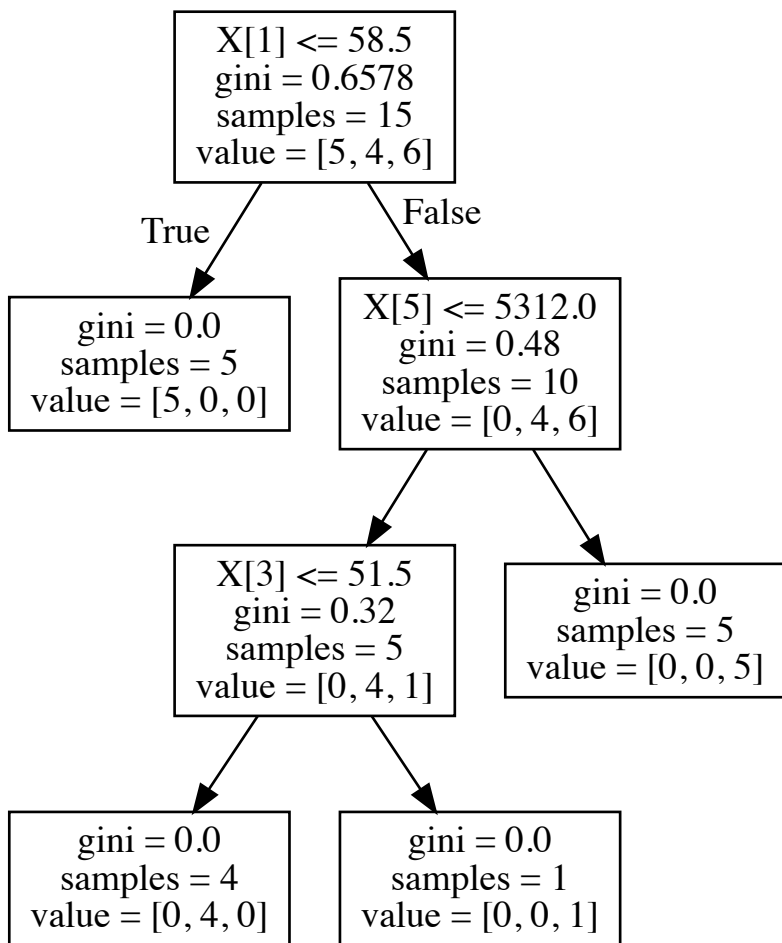 X[1] <= 58.5
gini = 0.6578
samples = 15
value = [5, 4, 6]
True
False
gini = 0.0
samples = 5
value = [5, 0, 0]
X[5] <= 5312.0
gini = 0.48
samples = 10
value = [0, 4, 6]
X[3] <= 51.5
gini = 0.32
samples = 5
value = [0, 4, 1]
gini = 0.0
samples = 5
value = [0, 0, 5]
gini = 0.0
samples = 4
value = [0, 4, 0]
gini = 0.0
samples = 1
value = [0, 0, 1]